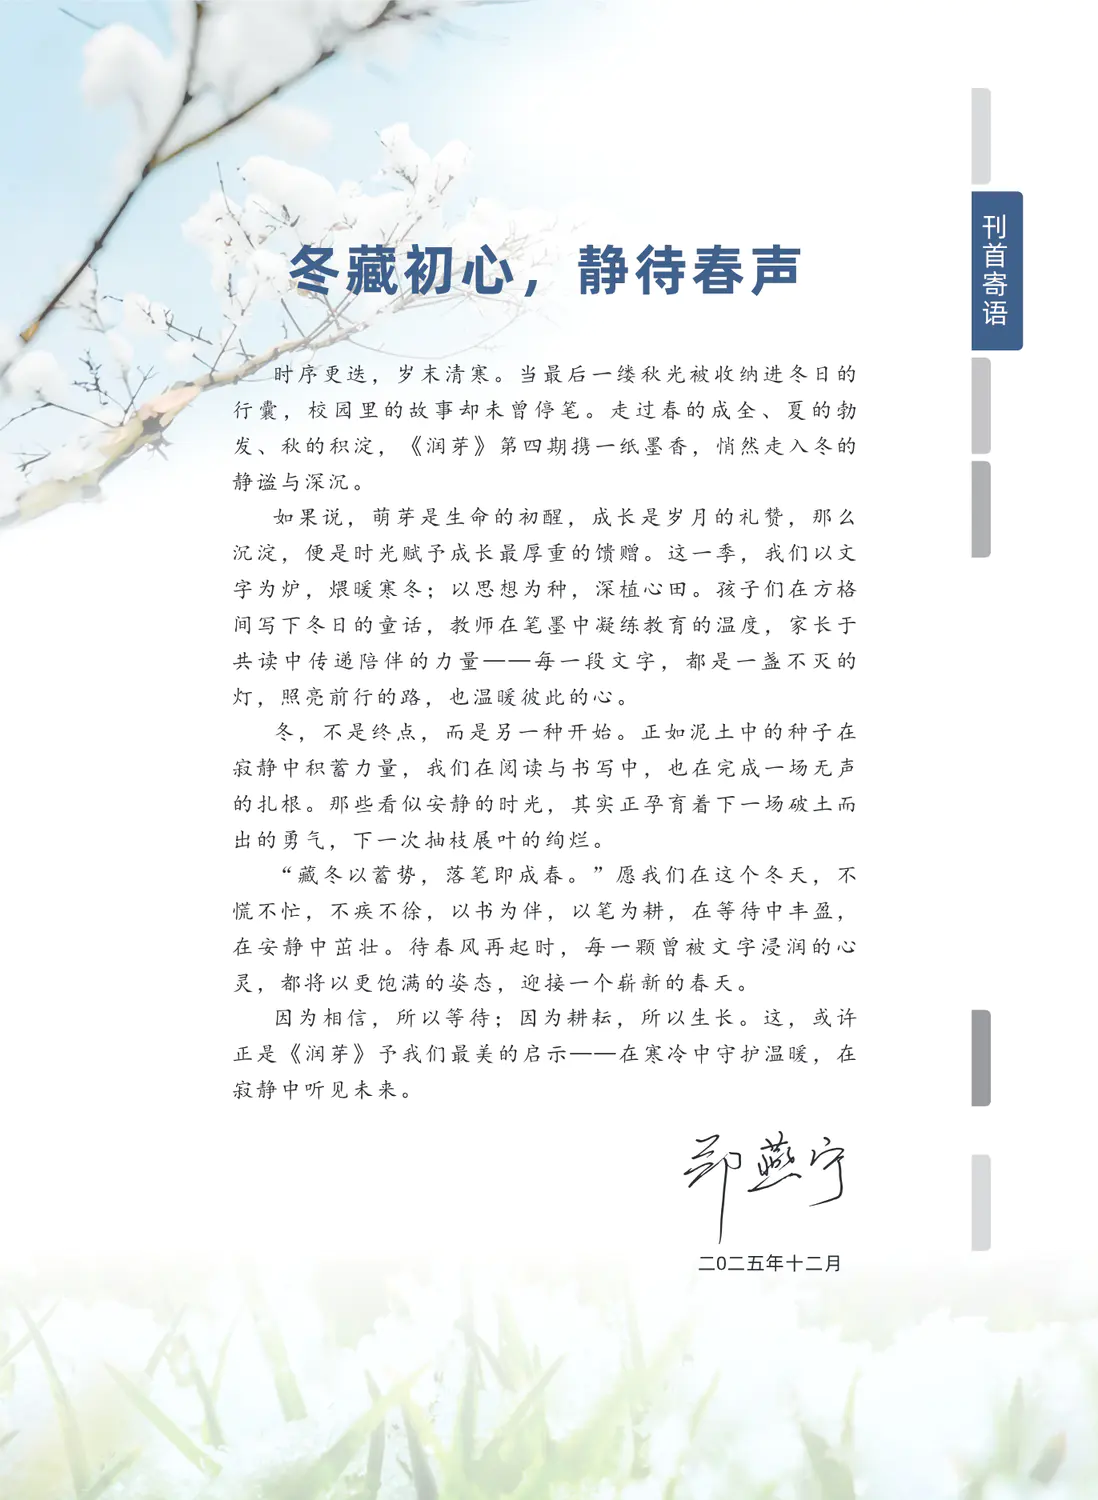 刊首寄语
冬藏初心，静待春声
时序更迭，岁末清寒。当最后一缕秋光被收纳进冬日的
行囊，校园里的故事却未曾停笔。走过春的成全、夏的勃
发、秋的积淀，《润芽》第四期携一纸墨香，悄然走入冬的
静谧与深沉。
如果说，萌芽是生命的初醒，成长是岁月的礼赞，那么
沉淀，便是时光赋予成长最厚重的馈赠。这一季，我们以文
字为炉，煨暖寒冬；以思想为种，深植心田。孩子们在方格
间写下冬日的童话，教师在笔墨中凝练教育的温度，家长于
共读中传递陪伴的力量——每一段文字，都是一盏不灭的
灯，照亮前行的路，也温暖彼此的心。
冬，不是终点，而是另一种开始。正如泥土中的种子在
寂静中积蓄力量，我们在阅读与书写中，也在完成一场无声
的扎根。那些看似安静的时光，其实正孕育着下一场破土而
出的勇气，下一次抽枝展叶的绚烂。
“藏冬以蓄势，落笔即成春。”愿我们在这个冬天，不
慌不忙，不疾不徐，以书为伴，以笔为耕，在等待中丰盈，
在安静中茁壮。待春风再起时，每一颗曾被文字浸润的心
灵，都将以更饱满的姿态，迎接一个崭新的春天。
因为相信，所以等待；因为耕耘，所以生长。这，或许
正是《润芽》予我们最美的启示——在寒冷中守护温暖，在
寂静中听见未来。
郑燕宁
二0二五年十二月